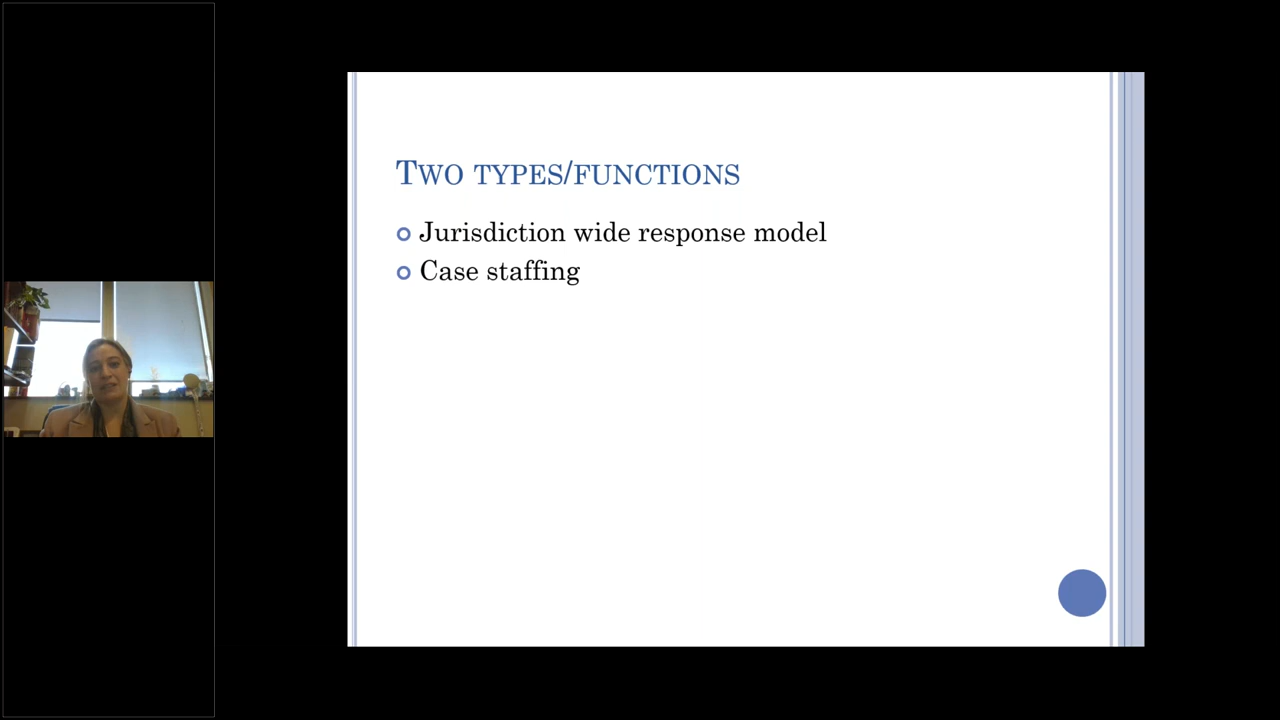 Two types/functions
Jurisdiction wide response model
Case staffing